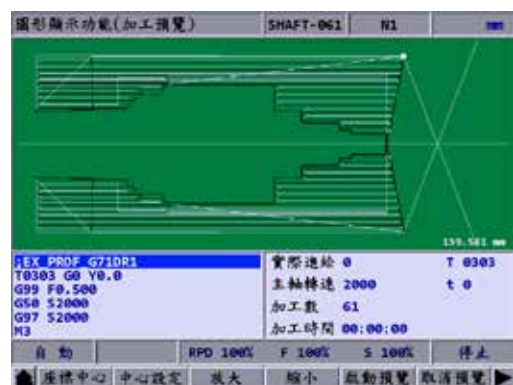 圖形顯示功能(加工預覽) SHAFT-061 N1 mm
139.581 mm
;EX PROF G71DR1
T0303 G0 Y0.0
G99 F0.500
G50 S2000
G97 S2000
M3
實際進給 0 T 0303
主軸轉速 2000 t 0
加工數 61
加工時間 00:00:00
自動 RPD 100% F 100% S 100% 停止
座標中心 中心設定 放大 縮小 啟動預覽 取消預覽